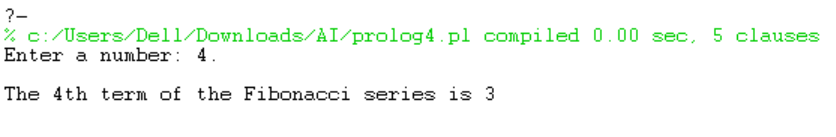 ?-
% c:/Users/Dell/Downloads/AI/prolog4.pl compiled 0.00 sec, 5 clauses
Enter a number: 4.
The 4th term of the Fibonacci series is 3